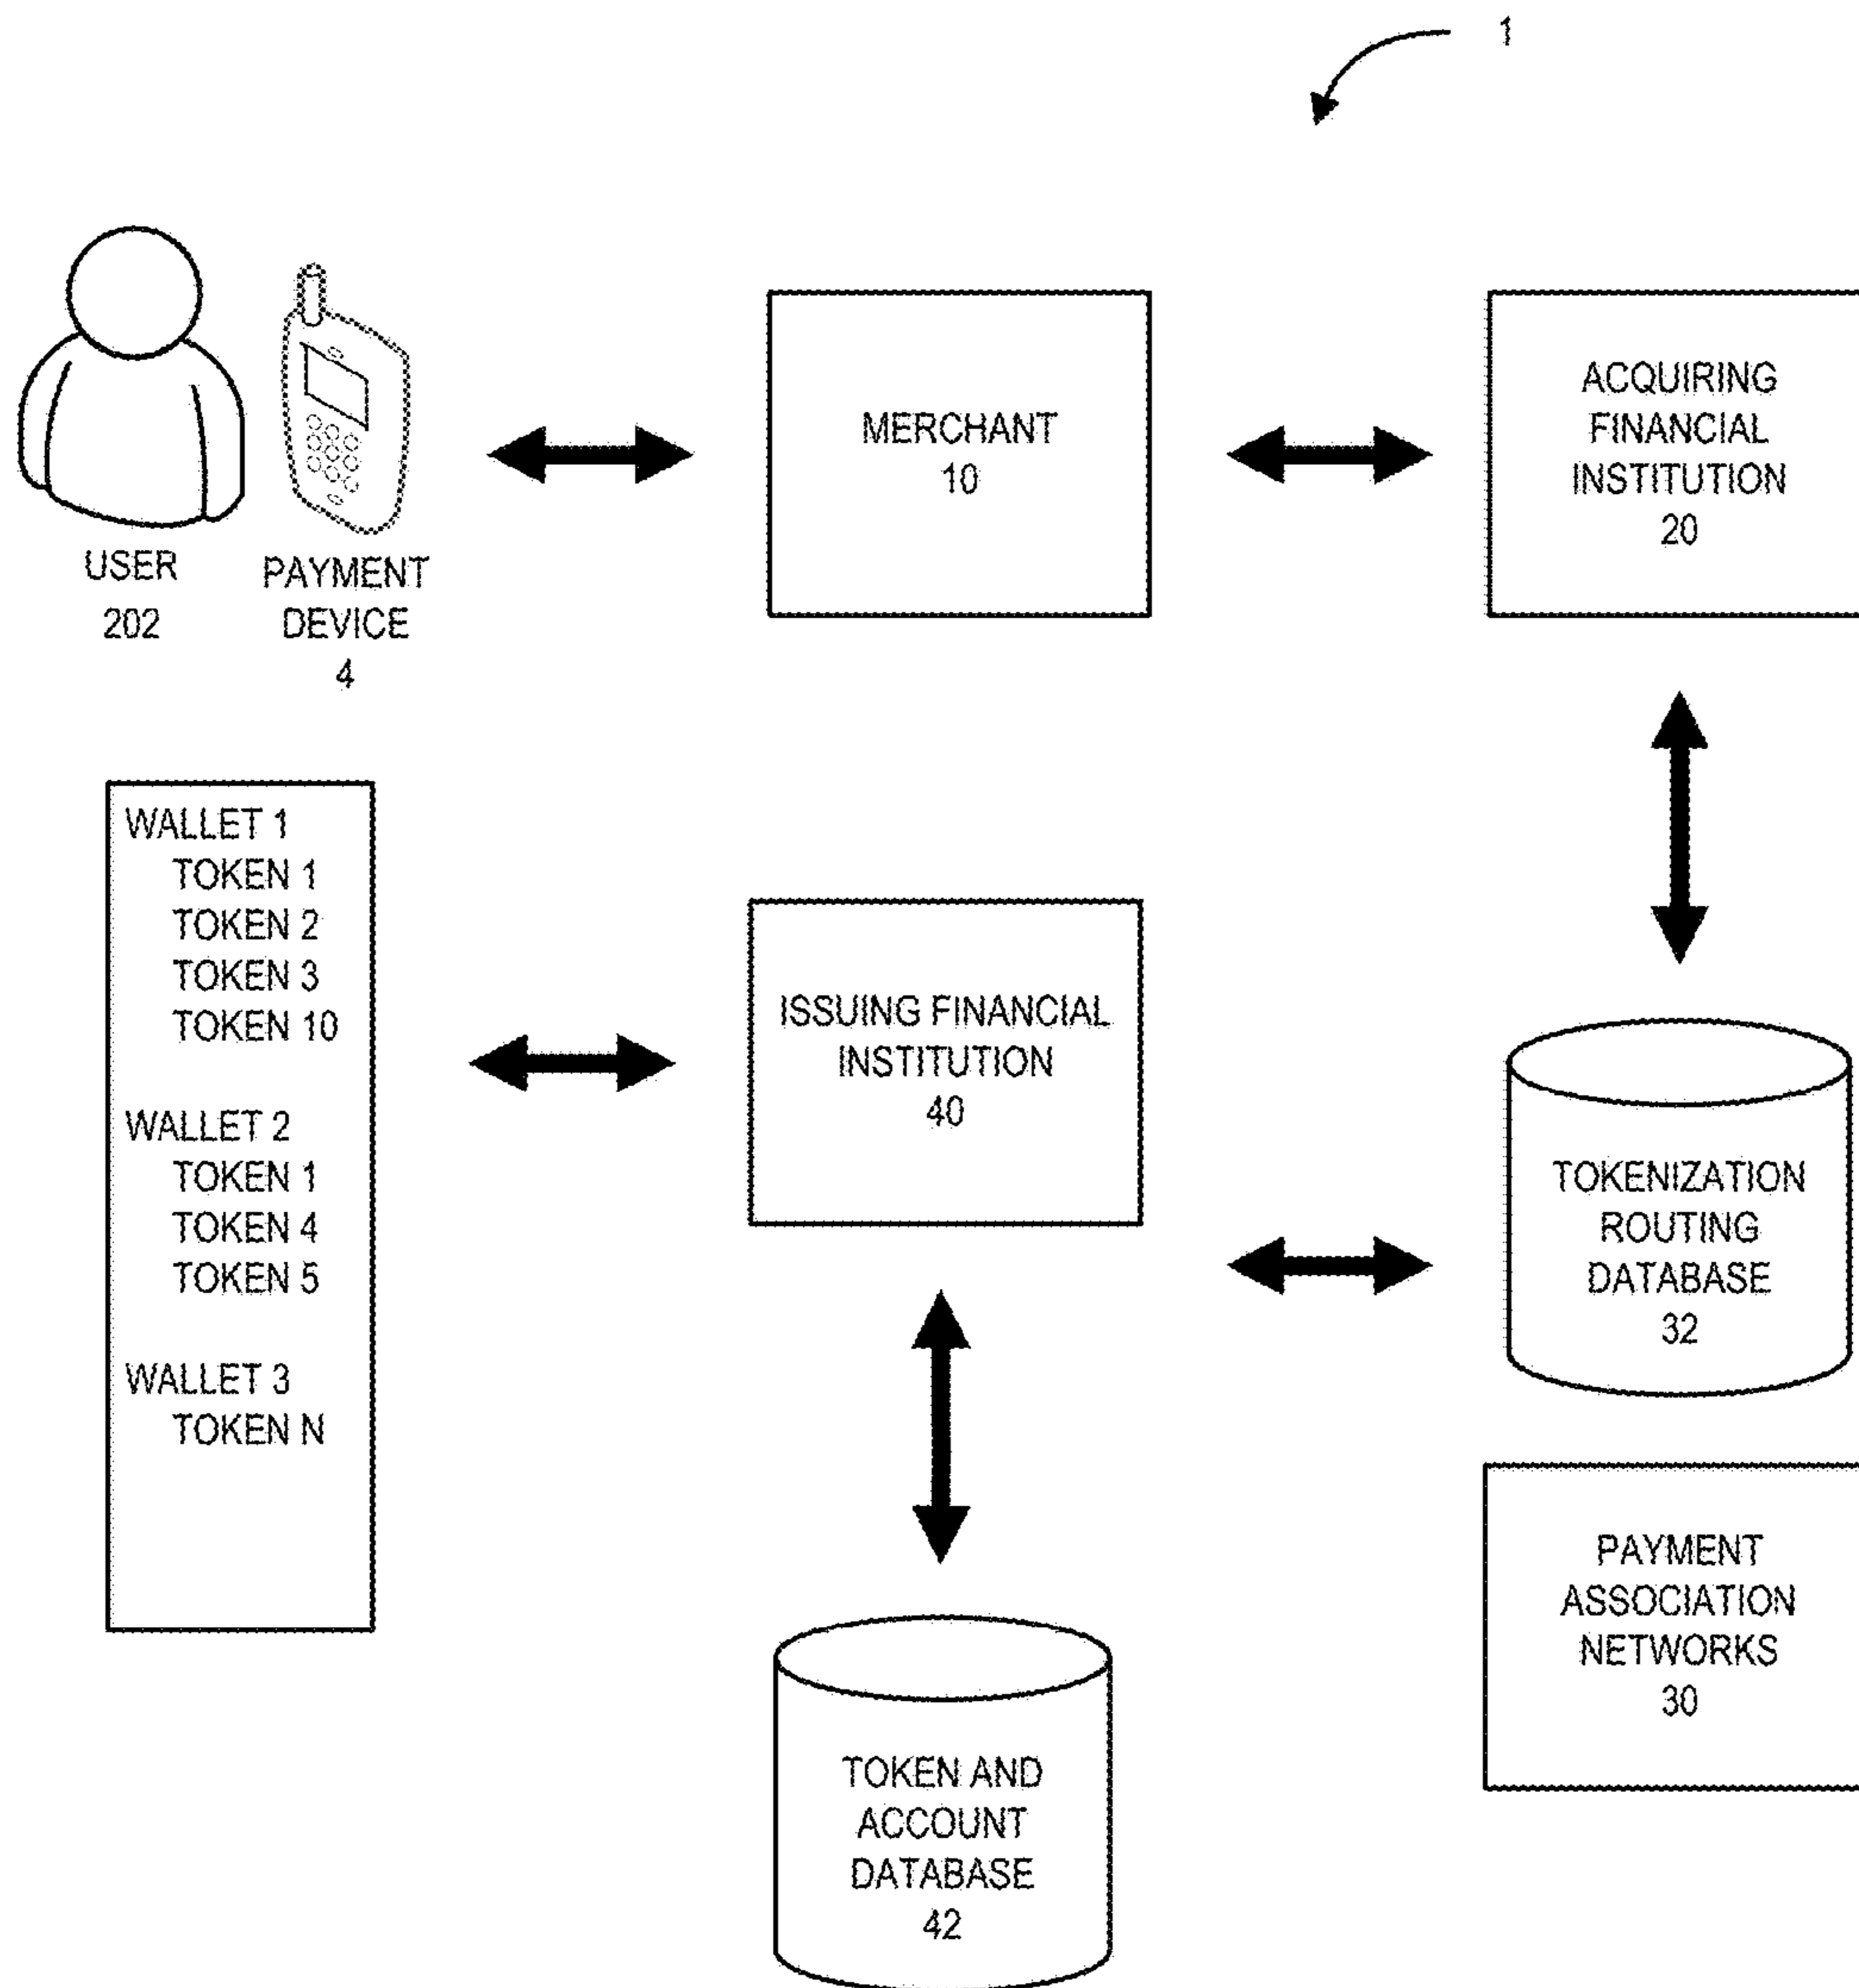 1
USER
202
PAYMENT
DEVICE
4
MERCHANT
10
ACQUIRING
FINANCIAL
INSTITUTION
20
WALLET 1
TOKEN 1
TOKEN 2
TOKEN 3
TOKEN 10
WALLET 2
TOKEN 1
TOKEN 4
TOKEN 5
WALLET 3
TOKEN N
ISSUING FINANCIAL
INSTITUTION
40
TOKENIZATION
ROUTING
DATABASE
32
PAYMENT
ASSOCIATION
NETWORKS
30
TOKEN AND
ACCOUNT
DATABASE
42